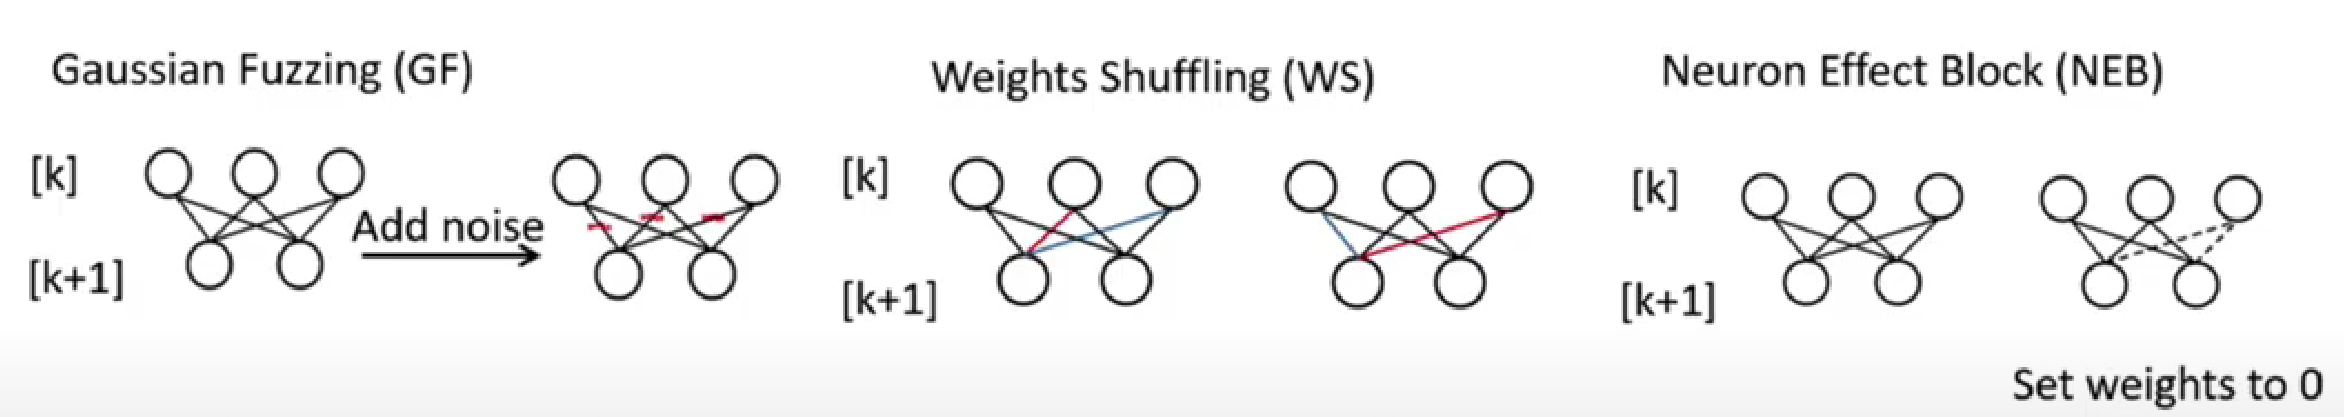 Gaussian Fuzzing (GF)
[k]
Add noise
[k+1]
Weights Shuffling (WS)
[k]
[k+1]
Neuron Effect Block (NEB)
[k]
[k+1]
Set weights to 0